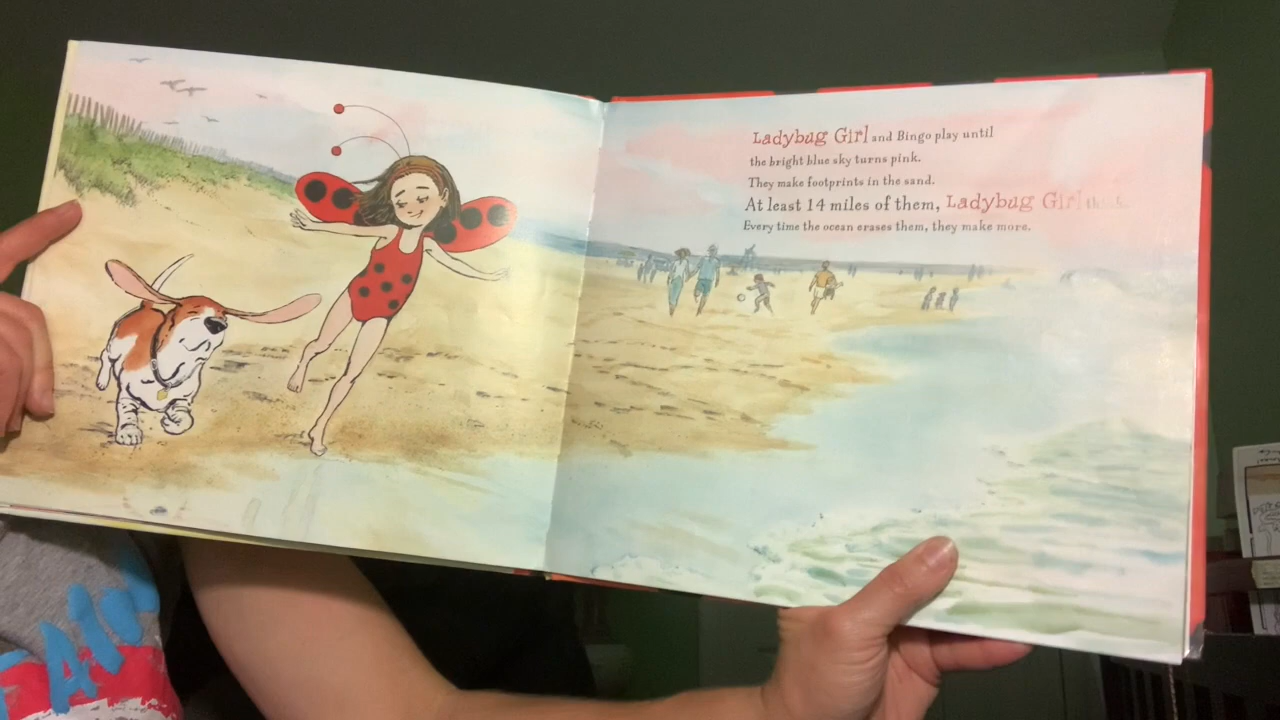 Ladybug Girl and Bingo play until
the bright blue sky turns pink.
They make footprints in the sand.
At least 14 miles of them, Ladybug Girl
Every time the ocean erases them, they make more.